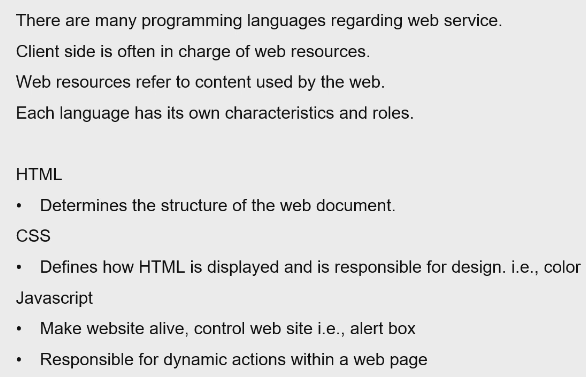 There are many programming languages regarding web service.
Client side is often in charge of web resources.
Web resources refer to content used by the web.
Each language has its own characteristics and roles.
HTML
• Determines the structure of the web document.
CSS
• Defines how HTML is displayed and is responsible for design. i.e., color
Javascript
• Make website alive, control web site i.e., alert box
• Responsible for dynamic actions within a web page